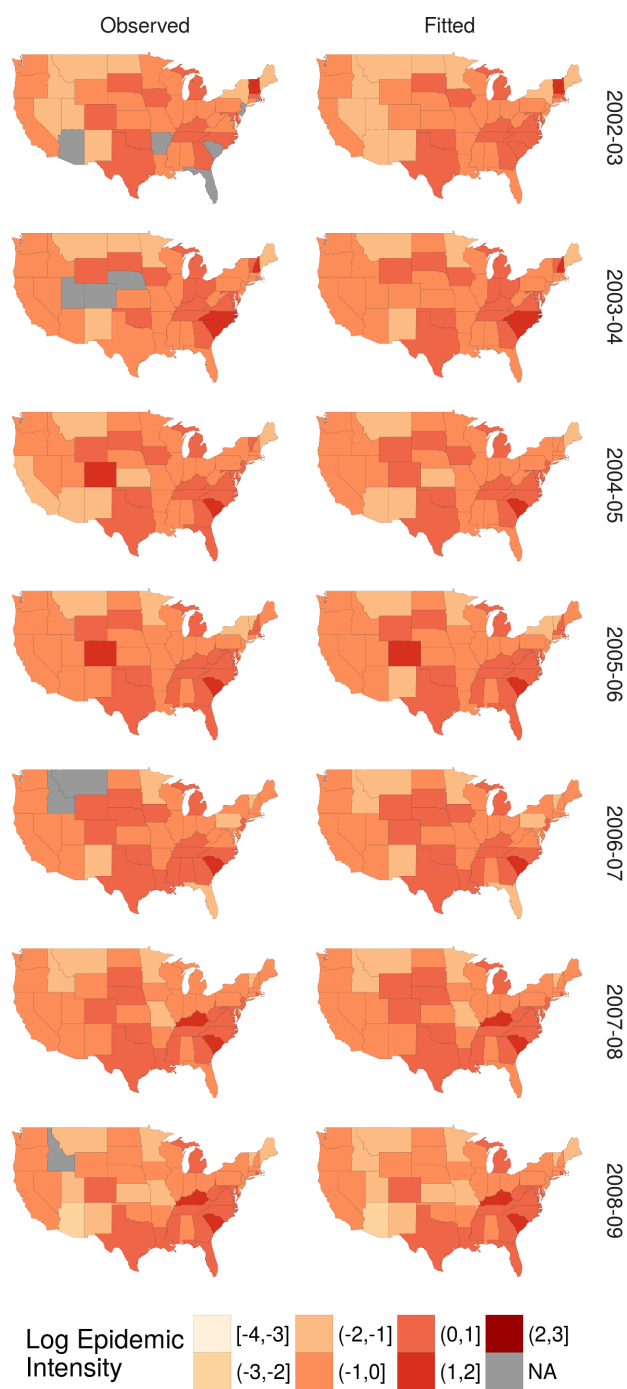 Observed Fitted
2002-03
2003-04
2004-05
2005-06
2006-07
2007-08
2008-09
Log Epidemic
Intensity
[-4,-3] (-2,-1] (0,1] (2,3]
(-3,-2] (-1,0] (1,2] NA